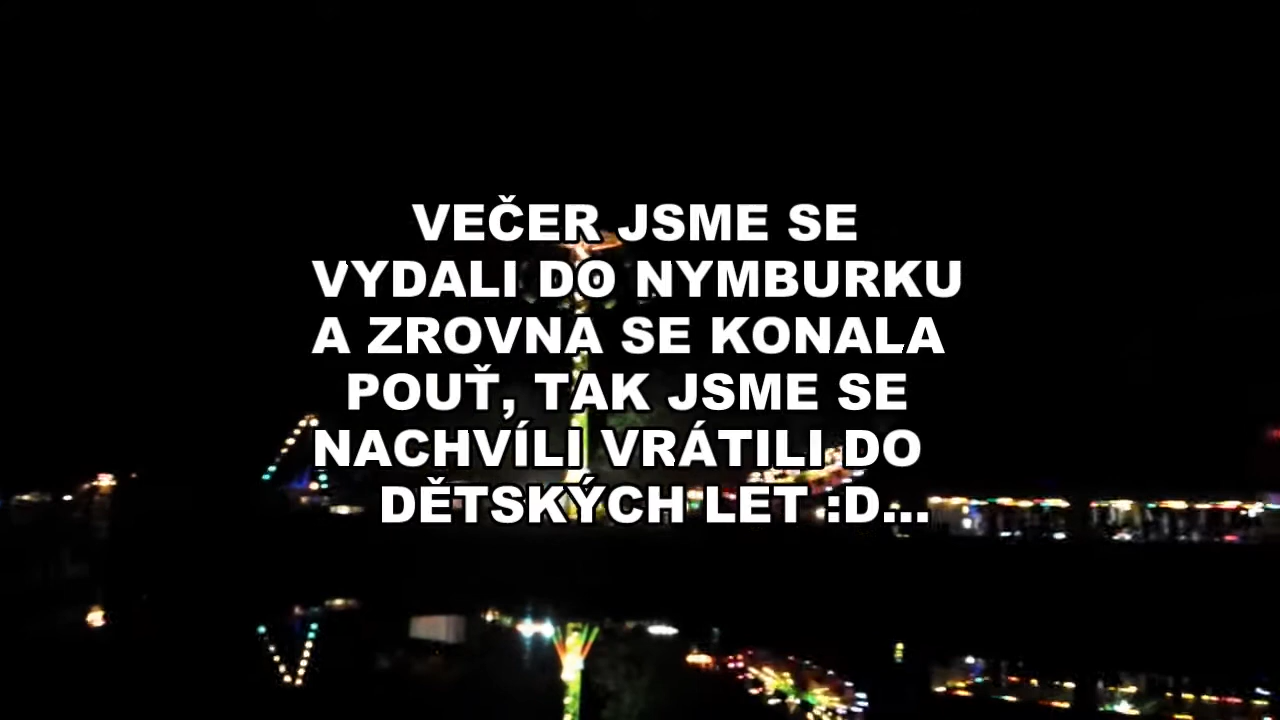 VEČER JSME SE
VYDALI DO NYMBURKU
A ZROVNA SE KONALA
POUŤ, TAK JSME SE
NACHVÍLI VRÁTILI DO
DĚTSKÝCH LET :D...